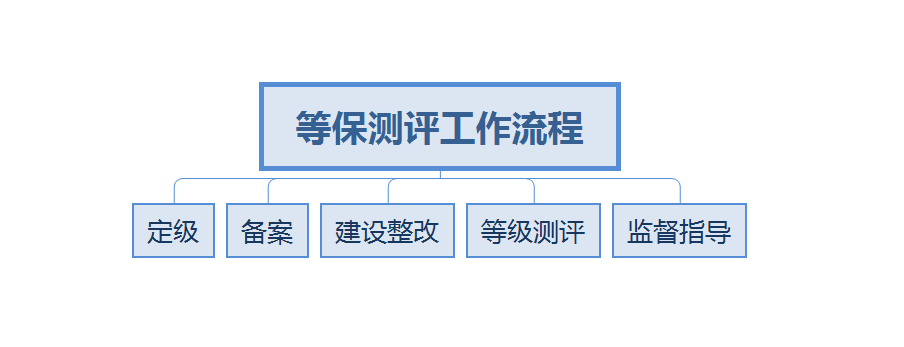 等保测评工作流程
定级
备案
建设整改
等级测评
监督指导